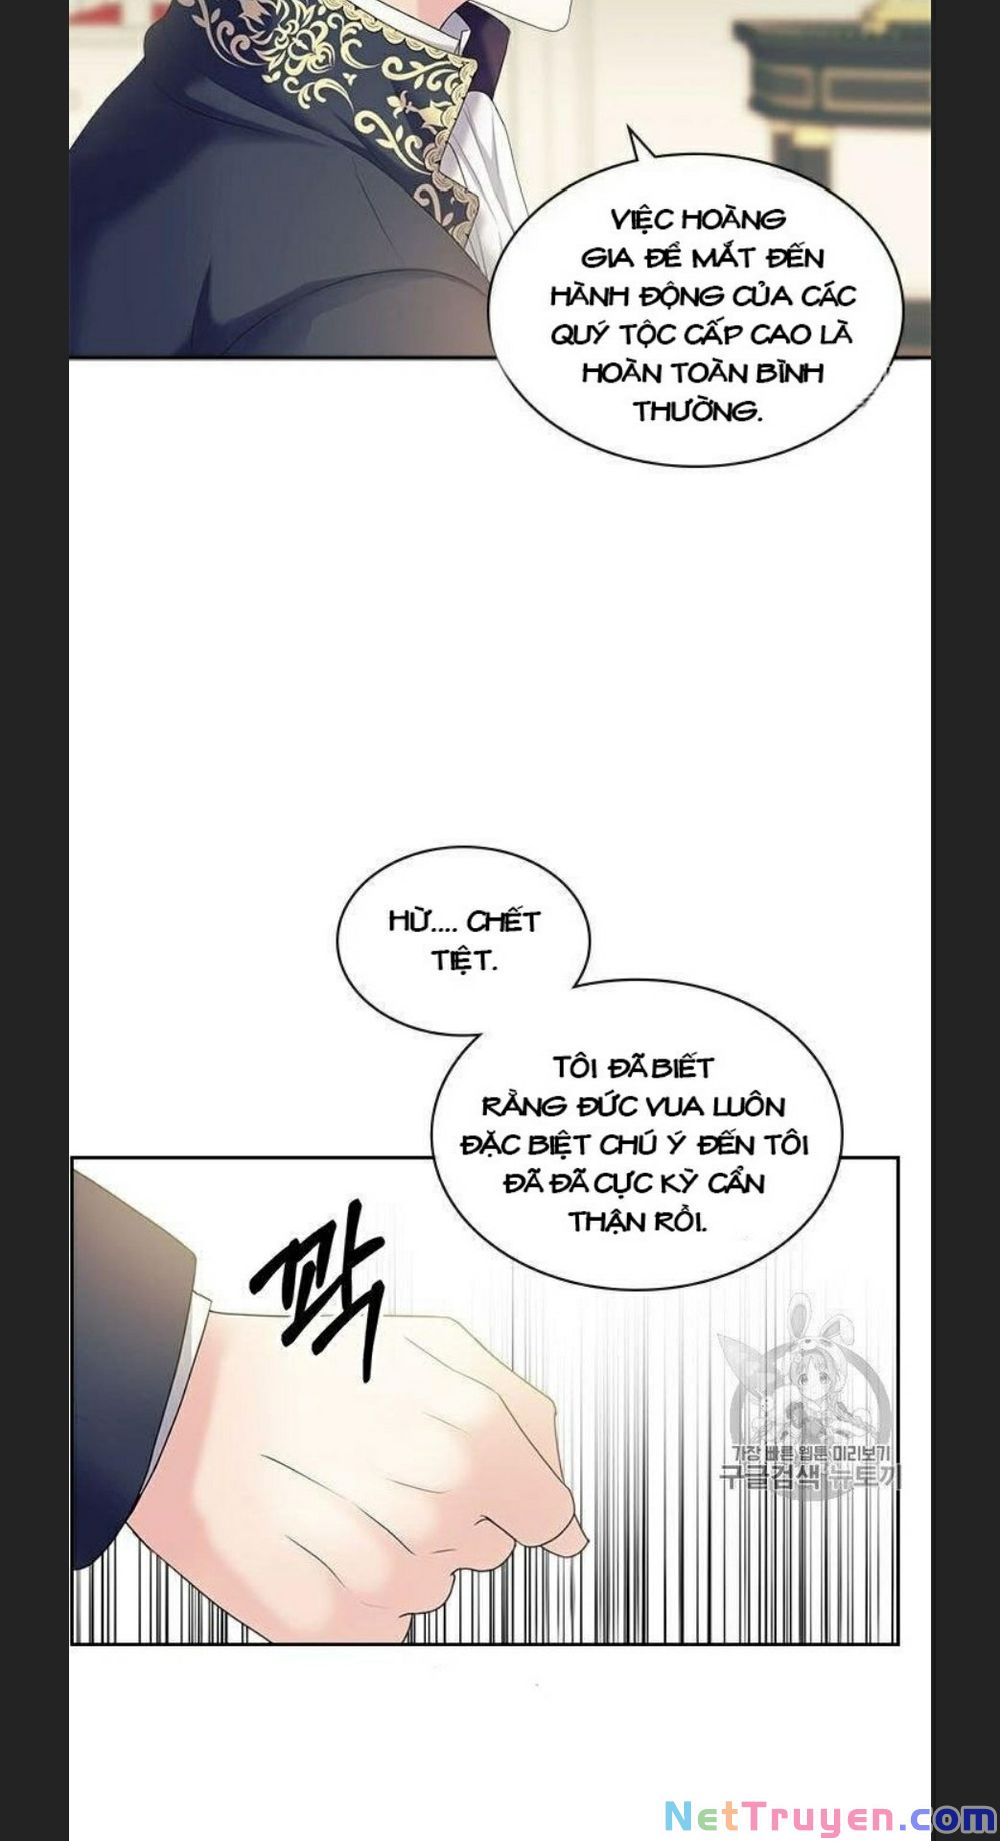 VIỆC HOÀNG
GIA ĐỂ MẮT ĐẾN
HÀNH ĐỘNG CỦA CÁC
QUÝ TỘC CẤP CAO LÀ
HOÀN TOÀN BÌNH
THƯỜNG.
HỪ.... CHẾT
TIỆT.
TÔI ĐÃ BIẾT
RẰNG ĐỨC VUA LUÔN
ĐẶC BIỆT CHÚ Ý ĐẾN TÔI
ĐÃ ĐÃ CỰC KỲ CẨN
THẬN RỒI.
콱
가장 빠른 웹툰 미리보기
구글검색 뉴토끼
NetTruyen.com